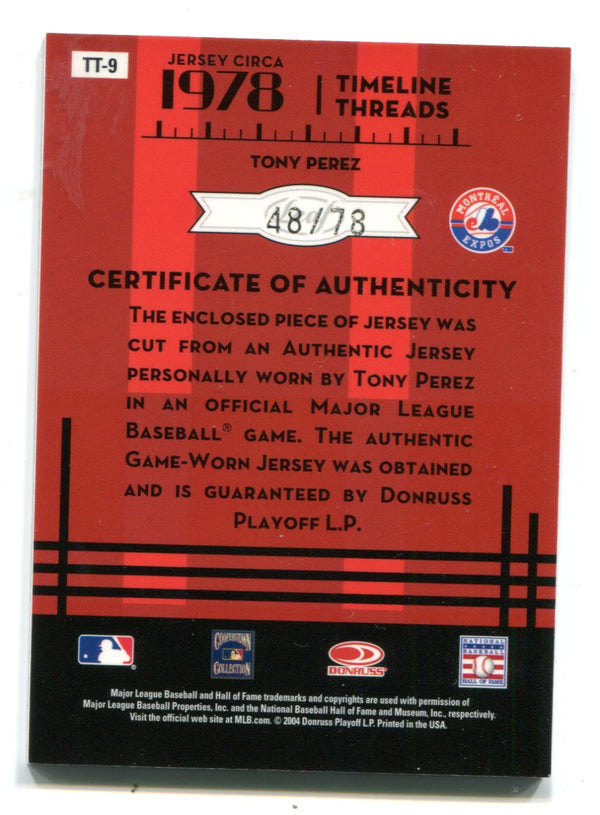 TT-9
JERSEY CIRCA
1978
TIMELINE
THREADS
TONY PEREZ
48/78
MONTRÉAL
EXPOS
CERTIFICATE OF AUTHENTICITY
THE ENCLOSED PIECE OF JERSEY WAS
CUT FROM AN AUTHENTIC JERSEY
PERSONALLY WORN BY TONY PEREZ
IN AN OFFICIAL MAJOR LEAGUE
BASEBALL® GAME. THE AUTHENTIC
GAME-WORN JERSEY WAS OBTAINED
AND IS GUARANTEED BY DONRUSS
PLAYOFF L.P.
COOPERSTOWN
COLLECTION
DONRUSS
NATIONAL
BASEBALL
HALL OF FAME
Major League Baseball and Hall of Fame trademarks and copyrights are used with permission of
Major League Baseball Properties, Inc. and the National Baseball Hall of Fame and Museum, Inc., respectively.
Visit the official web site at MLB.com. © 2004 Donruss Playoff L.P. Printed in the USA.